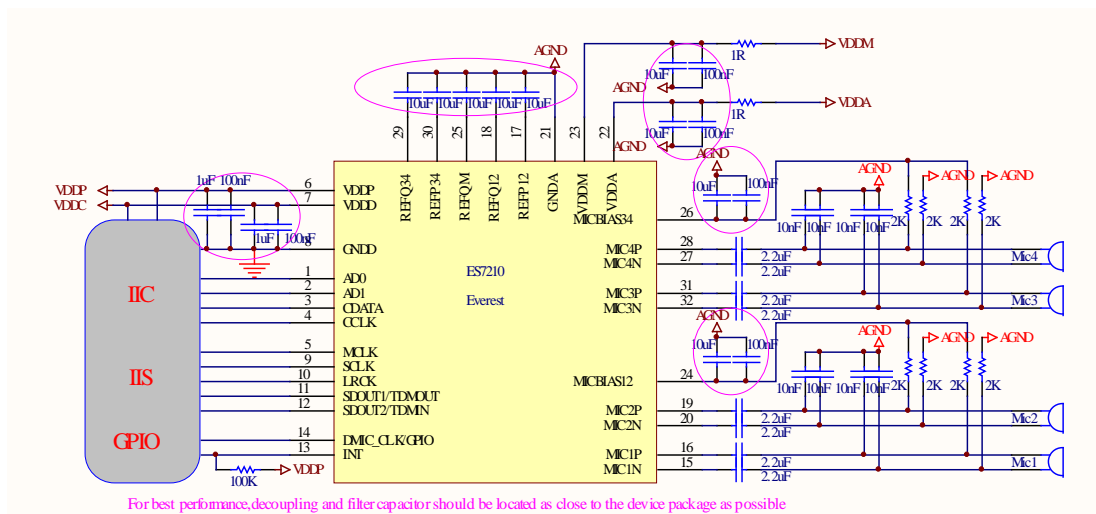 AGND
VDDM
1R
10uF 100nF
AGND
10uF 10uF 10uF 10uF 10uF
VDDA
1R
10uF 100nF
AGND
29 30 25 18 17 21 23 22
REFQ34 REFP34 REFQM REFQ12 REFP12 GNDA VDDM VDDA
AGND
10uF 100nF
AGND AGND AGND
1uF 100nF
VDDP 6 VDDP
VDDC 7 VDDD
1uF 100nF
8 GNDD
MICBIAS34 26
10nF 10nF 10nF 10nF 2K 2K 2K 2K
MIC4P 28 2.2uF
MIC4N 27 2.2uF Mic4
ES7210
Everest
IIC
1 AD0
2 AD1
3 CDATA
4 CCLK
MIC3P 31
MIC3N 32 2.2uF Mic3
2.2uF
AGND AGND AGND AGND
10uF 100nF
IIS
5 MCLK
9 SCLK
10 LRCK
11 SDOUT1/TDMOUT
12 SDOUT2/TDMIN
MICBIAS12 24
10nF 10nF 10nF 10nF 2K 2K 2K 2K
MIC2P 19 2.2uF
MIC2N 20 2.2uF Mic2
GPIO
14 DMIC_CLK/GPIO
13 INT
100K VDDP
MIC1P 16
MIC1N 15 2.2uF Mic1
2.2uF
For best performance,decoupling and filter capacitor should be located as close to the device package as possible